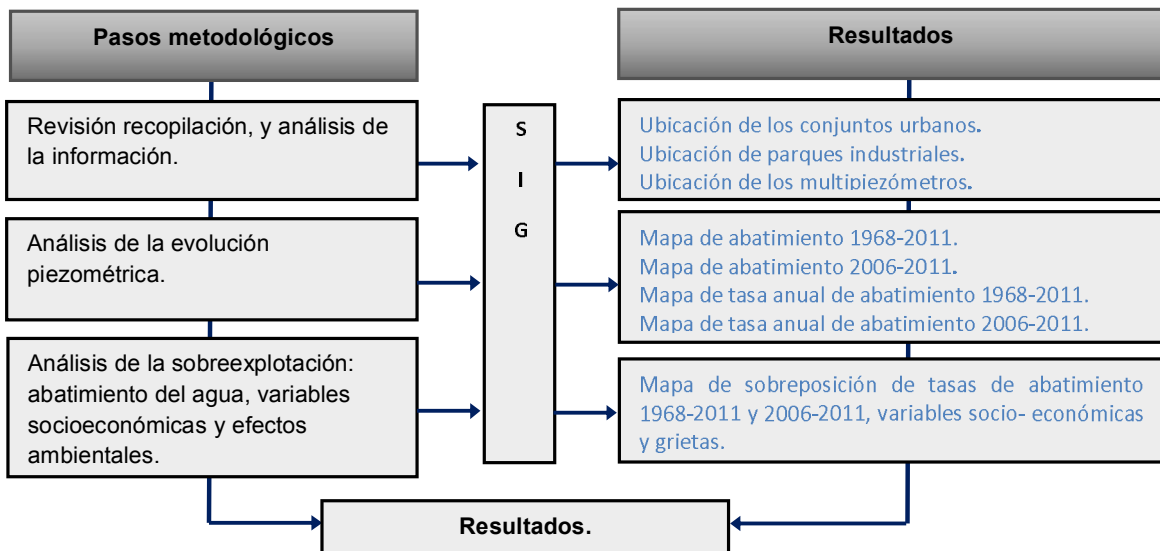 Pasos metodológicos
Resultados
Revisión recopilación, y análisis de
la información.
S
I
G
Ubicación de los conjuntos urbanos.
Ubicación de parques industriales.
Ubicación de los multipiezómetros.
Análisis de la evolución
piezométrica.
Mapa de abatimiento 1968-2011.
Mapa de abatimiento 2006-2011.
Mapa de tasa anual de abatimiento 1968-2011.
Mapa de tasa anual de abatimiento 2006-2011.
Análisis de la sobreexplotación:
abatimiento del agua, variables
socioeconómicas y efectos
ambientales.
Mapa de sobreposición de tasas de abatimiento
1968-2011 y 2006-2011, variables socio- económicas
y grietas.
Resultados.